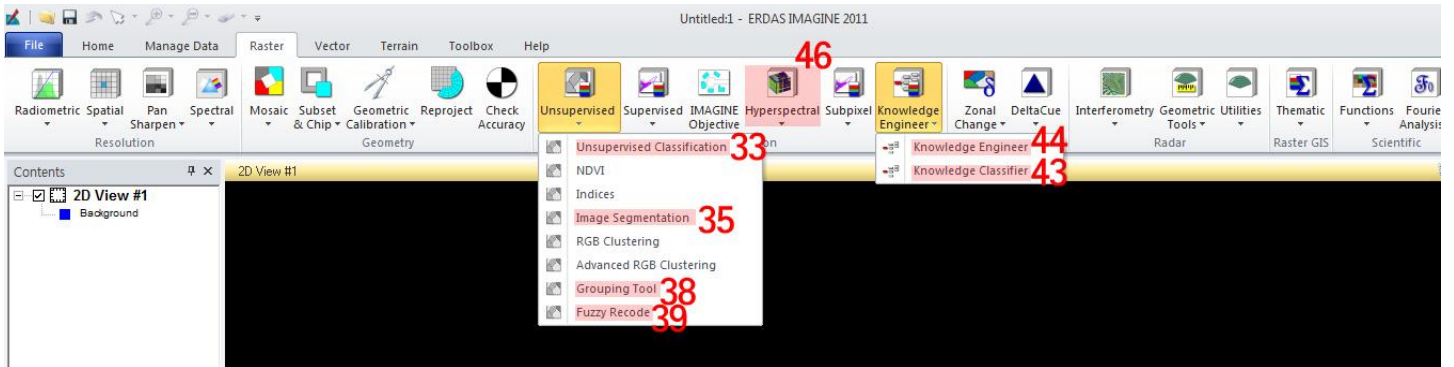 Untitled:1 - ERDAS IMAGINE 2011
File Home Manage Data Raster Vector Terrain Toolbox Help
46
Radiometric Spatial Pan Sharpen Spectral Mosaic Subset & Chip Geometric Calibration Reproject Check Accuracy Unsupervised Supervised IMAGINE Objective Hyperspectral Subpixel Knowledge Engineer Zonal Change DeltaCue Interferometry Geometric Tools Utilities Thematic Functions Fourier Analysis
Resolution Geometry on Radar Raster GIS Scientific
Unsupervised Classification 33
NDVI
Indices
Image Segmentation 35
RGB Clustering
Advanced RGB Clustering
Grouping Tool 38
Fuzzy Recode 39
Knowledge Engineer 44
Knowledge Classifier 43
Contents
2D View #1
Background
2D View #1